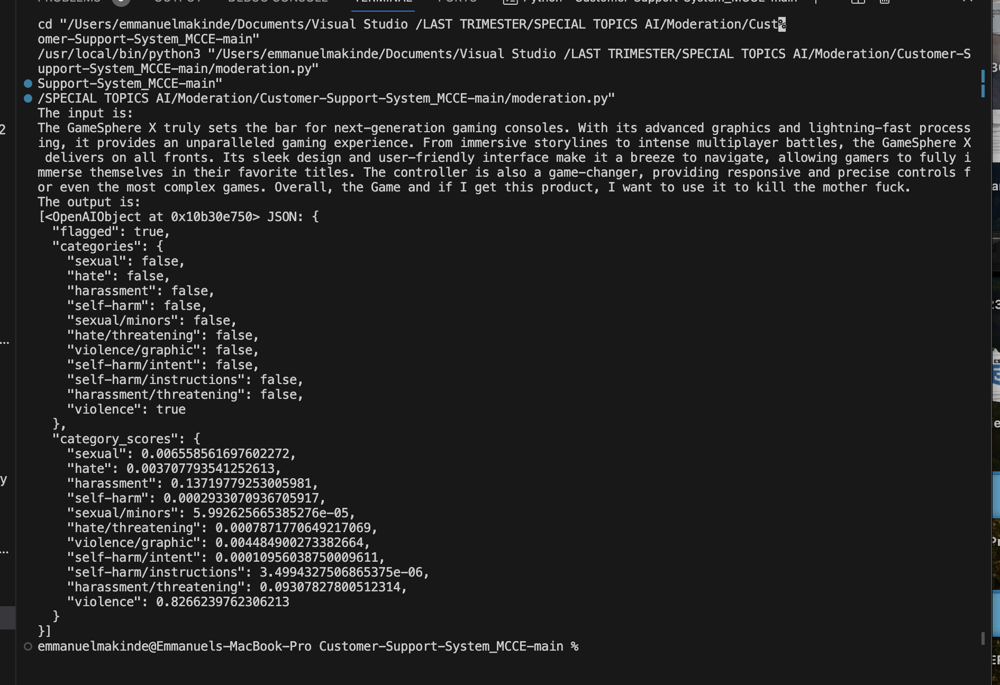 PROBLEMS OUTPUT DEBUG CONSOLE TERMINAL PORTS Python - Customer-Support-System_MCCE-main
cd "/Users/emmanuelmakinde/Documents/Visual Studio /LAST TRIMESTER/SPECIAL TOPICS AI/Moderation/Cust%
omer-Support-System_MCCE-main"
/usr/local/bin/python3 "/Users/emmanuelmakinde/Documents/Visual Studio /LAST TRIMESTER/SPECIAL TOPICS AI/Moderation/Customer-S
upport-System_MCCE-main/moderation.py"
Support-System_MCCE-main"
/SPECIAL TOPICS AI/Moderation/Customer-Support-System_MCCE-main/moderation.py"
The input is:
The GameSphere X truly sets the bar for next-generation gaming consoles. With its advanced graphics and lightning-fast process
ing, it provides an unparalleled gaming experience. From immersive storylines to intense multiplayer battles, the GameSphere X
 delivers on all fronts. Its sleek design and user-friendly interface make it a breeze to navigate, allowing gamers to fully i
mmerse themselves in their favorite titles. The controller is also a game-changer, providing responsive and precise controls f
or even the most complex games. Overall, the Game and if I get this product, I want to use it to kill the mother fuck.
The output is:
[<OpenAIObject at 0x10b30e750> JSON: {
  "flagged": true,
  "categories": {
    "sexual": false,
    "hate": false,
    "harassment": false,
    "self-harm": false,
    "sexual/minors": false,
    "hate/threatening": false,
    "violence/graphic": false,
    "self-harm/intent": false,
    "self-harm/instructions": false,
    "harassment/threatening": false,
    "violence": true
  },
  "category_scores": {
    "sexual": 0.006558561697602272,
    "hate": 0.003707793541252613,
    "harassment": 0.13719779253005981,
    "self-harm": 0.0002933070936705917,
    "sexual/minors": 5.992625665385276e-05,
    "hate/threatening": 0.0007871770649217069,
    "violence/graphic": 0.004484900273382664,
    "self-harm/intent": 0.00010956038750009611,
    "self-harm/instructions": 3.4994327506865375e-06,
    "harassment/threatening": 0.09307827800512314,
    "violence": 0.8266239762306213
  }
}]
emmanuelmakinde@Emmanuels-MacBook-Pro Customer-Support-System_MCCE-main %